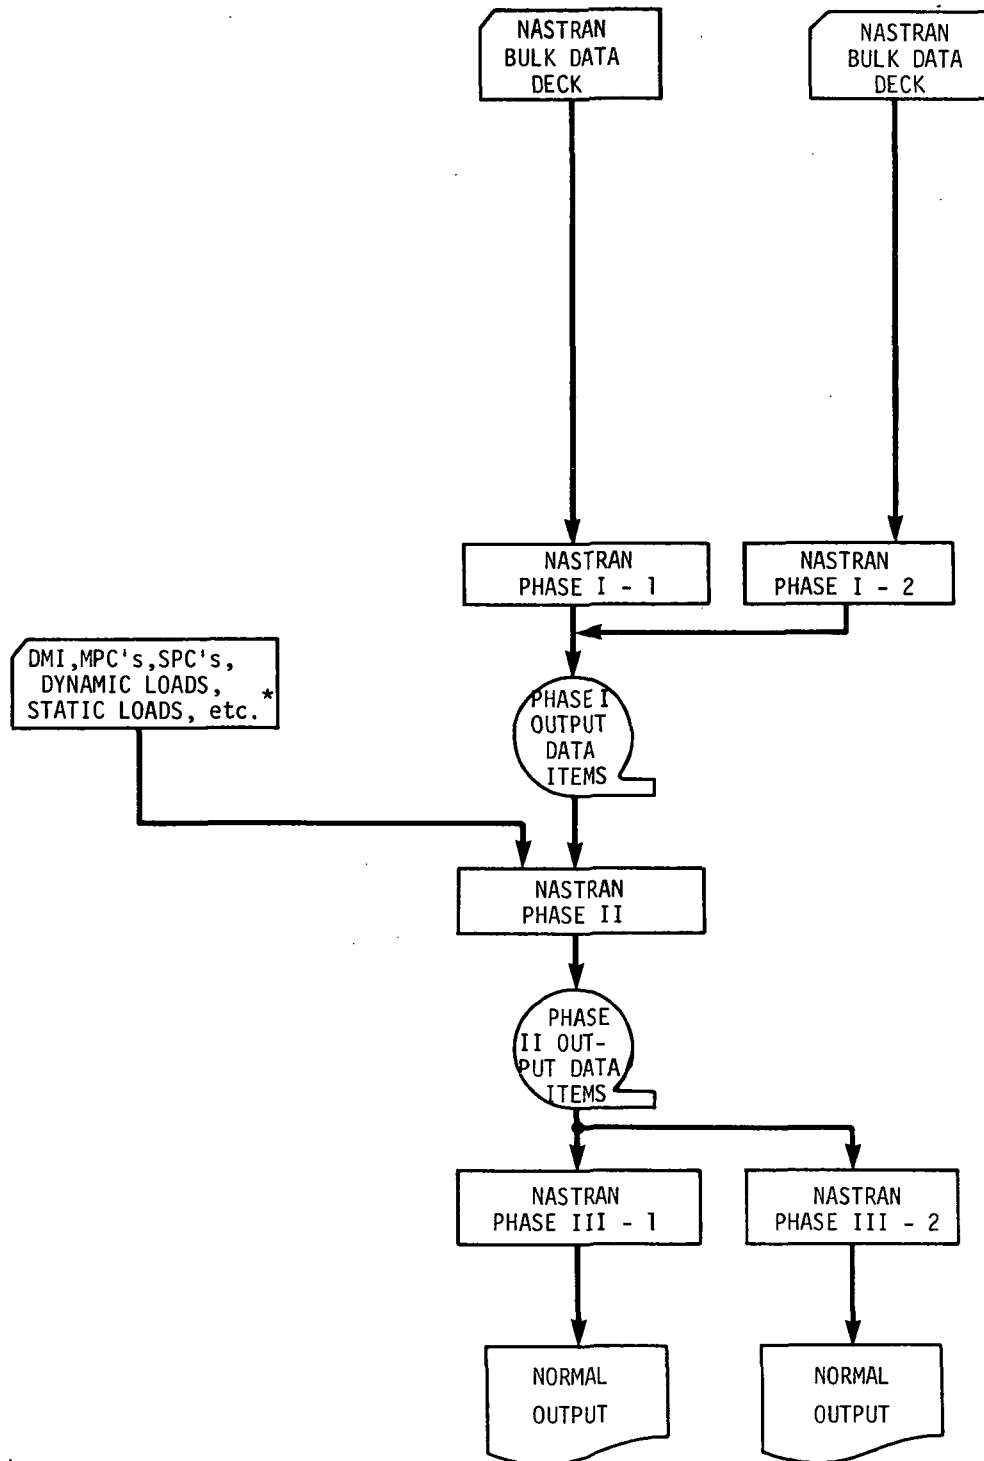 NASTRAN
BULK DATA
DECK
NASTRAN
BULK DATA
DECK
NASTRAN
PHASE I - 1
NASTRAN
PHASE I - 2
DMI,MPC's,SPC's,
DYNAMIC LOADS,
STATIC LOADS, etc.*
PHASE I
OUTPUT
DATA
ITEMS
NASTRAN
PHASE II
PHASE
II OUT-
PUT DATA
ITEMS
NASTRAN
PHASE III - 1
NASTRAN
PHASE III - 2
NORMAL
OUTPUT
NORMAL
OUTPUT